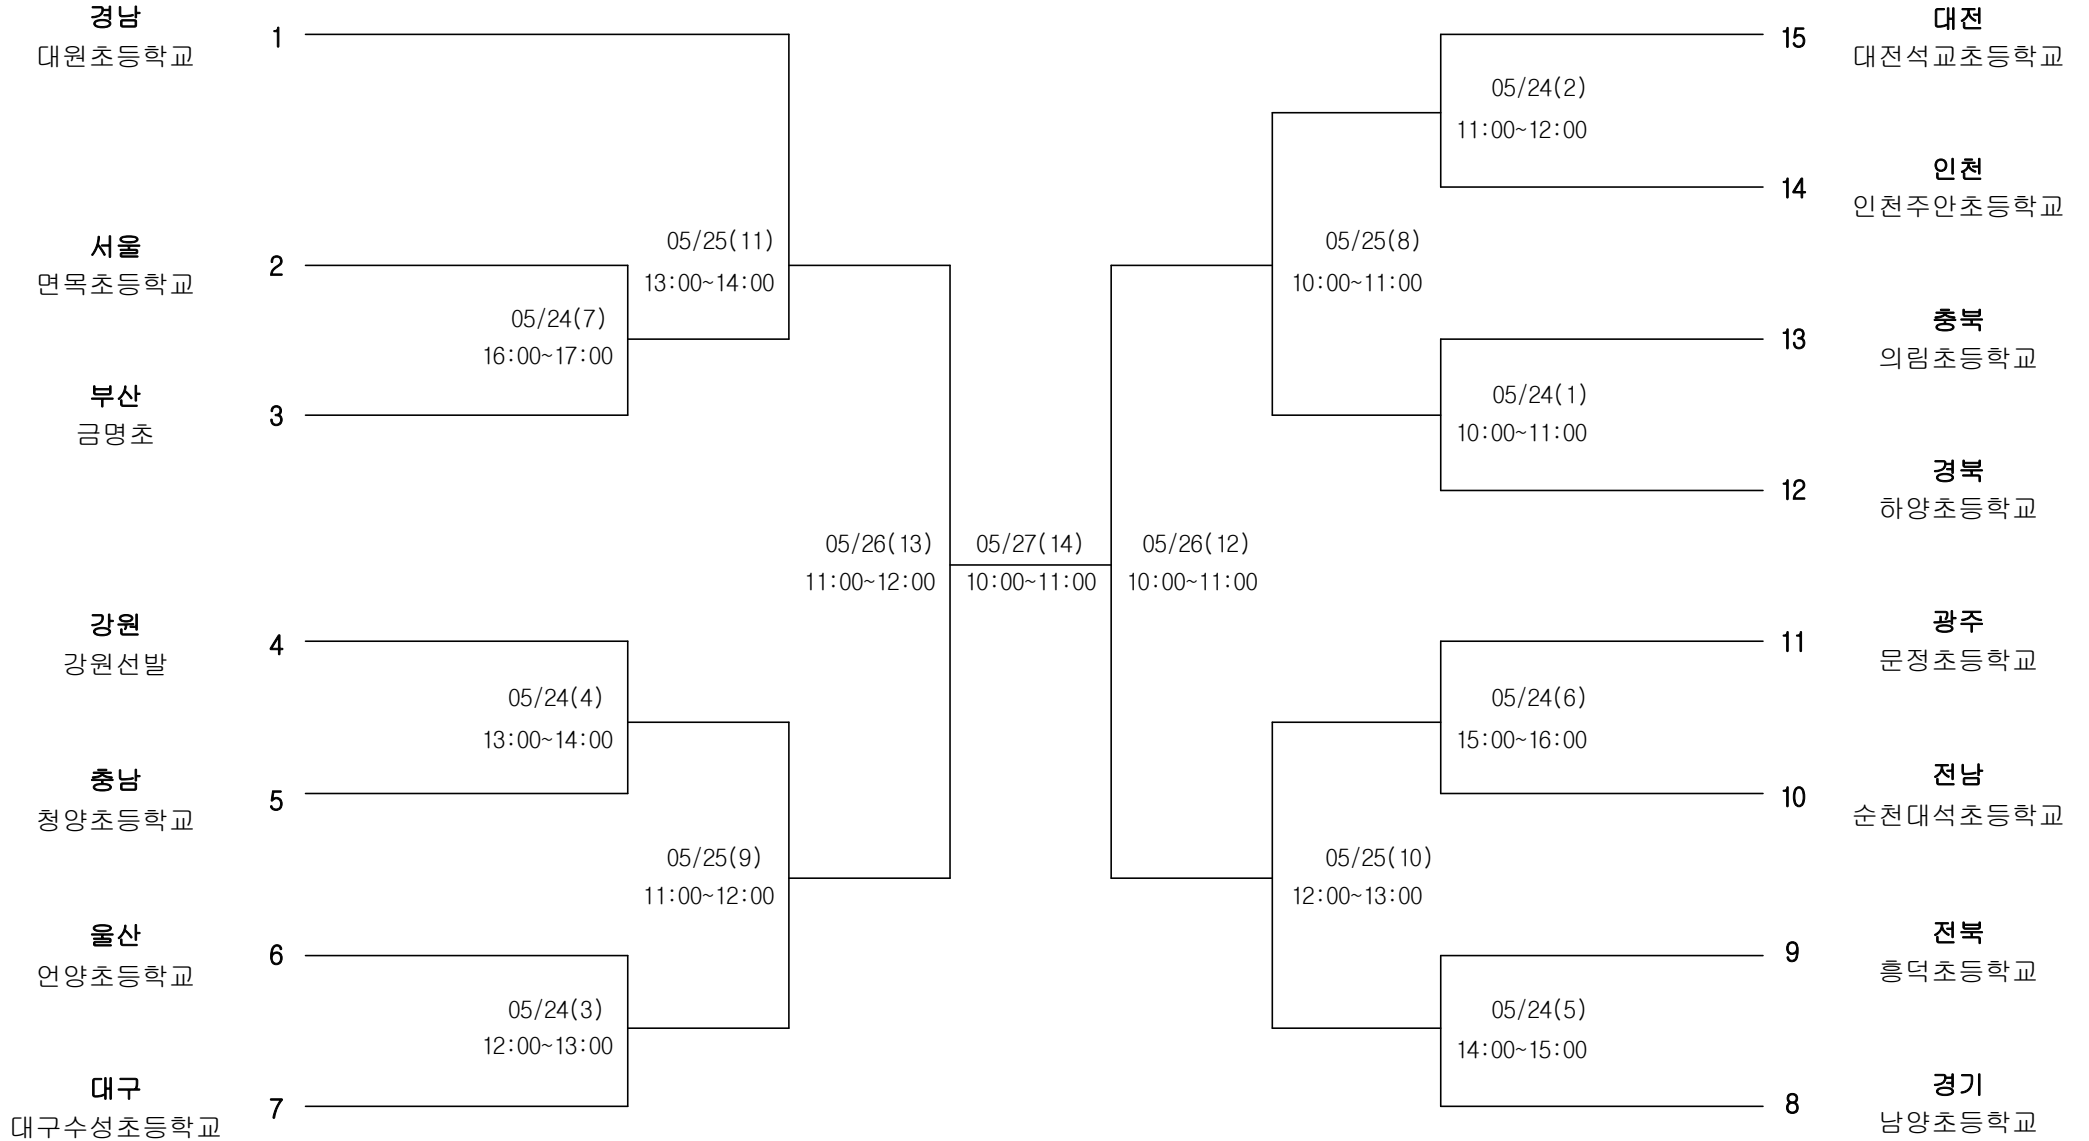 경남
대원초등학교
1
서울
면목초등학교
2
05/25(11)
13:00~14:00
05/24(7)
16:00~17:00
부산
금명초
3
강원
강원선발
4
05/24(4)
13:00~14:00
충남
청양초등학교
5
05/25(9)
11:00~12:00
울산
언양초등학교
6
05/24(3)
12:00~13:00
대구
대구수성초등학교
7
05/26(13)
11:00~12:00
05/27(14)
10:00~11:00
05/26(12)
10:00~11:00
15
대전
대전석교초등학교
05/24(2)
11:00~12:00
14
인천
인천주안초등학교
05/25(8)
10:00~11:00
13
충북
의림초등학교
05/24(1)
10:00~11:00
12
경북
하양초등학교
11
광주
문정초등학교
05/24(6)
15:00~16:00
10
전남
순천대석초등학교
05/25(10)
12:00~13:00
9
전북
흥덕초등학교
05/24(5)
14:00~15:00
8
경기
남양초등학교